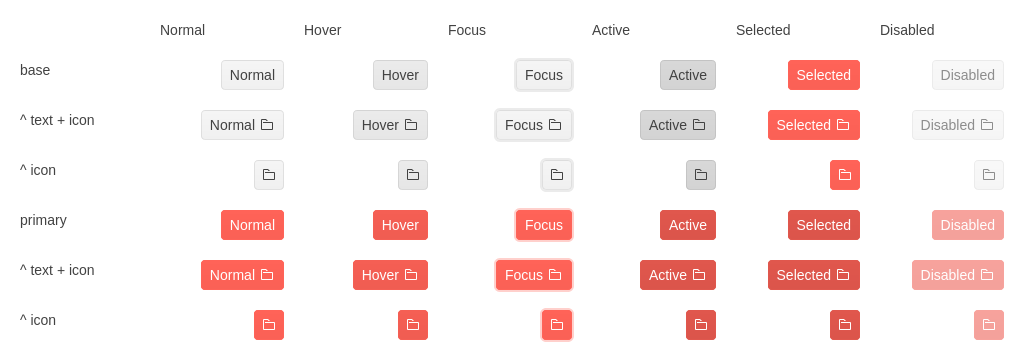 Normal Hover Focus Active Selected Disabled
base Normal Hover Focus Active Selected Disabled
^ text + icon Normal Hover Focus Active Selected Disabled
^ icon
primary Normal Hover Focus Active Selected Disabled
^ text + icon Normal Hover Focus Active Selected Disabled
^ icon